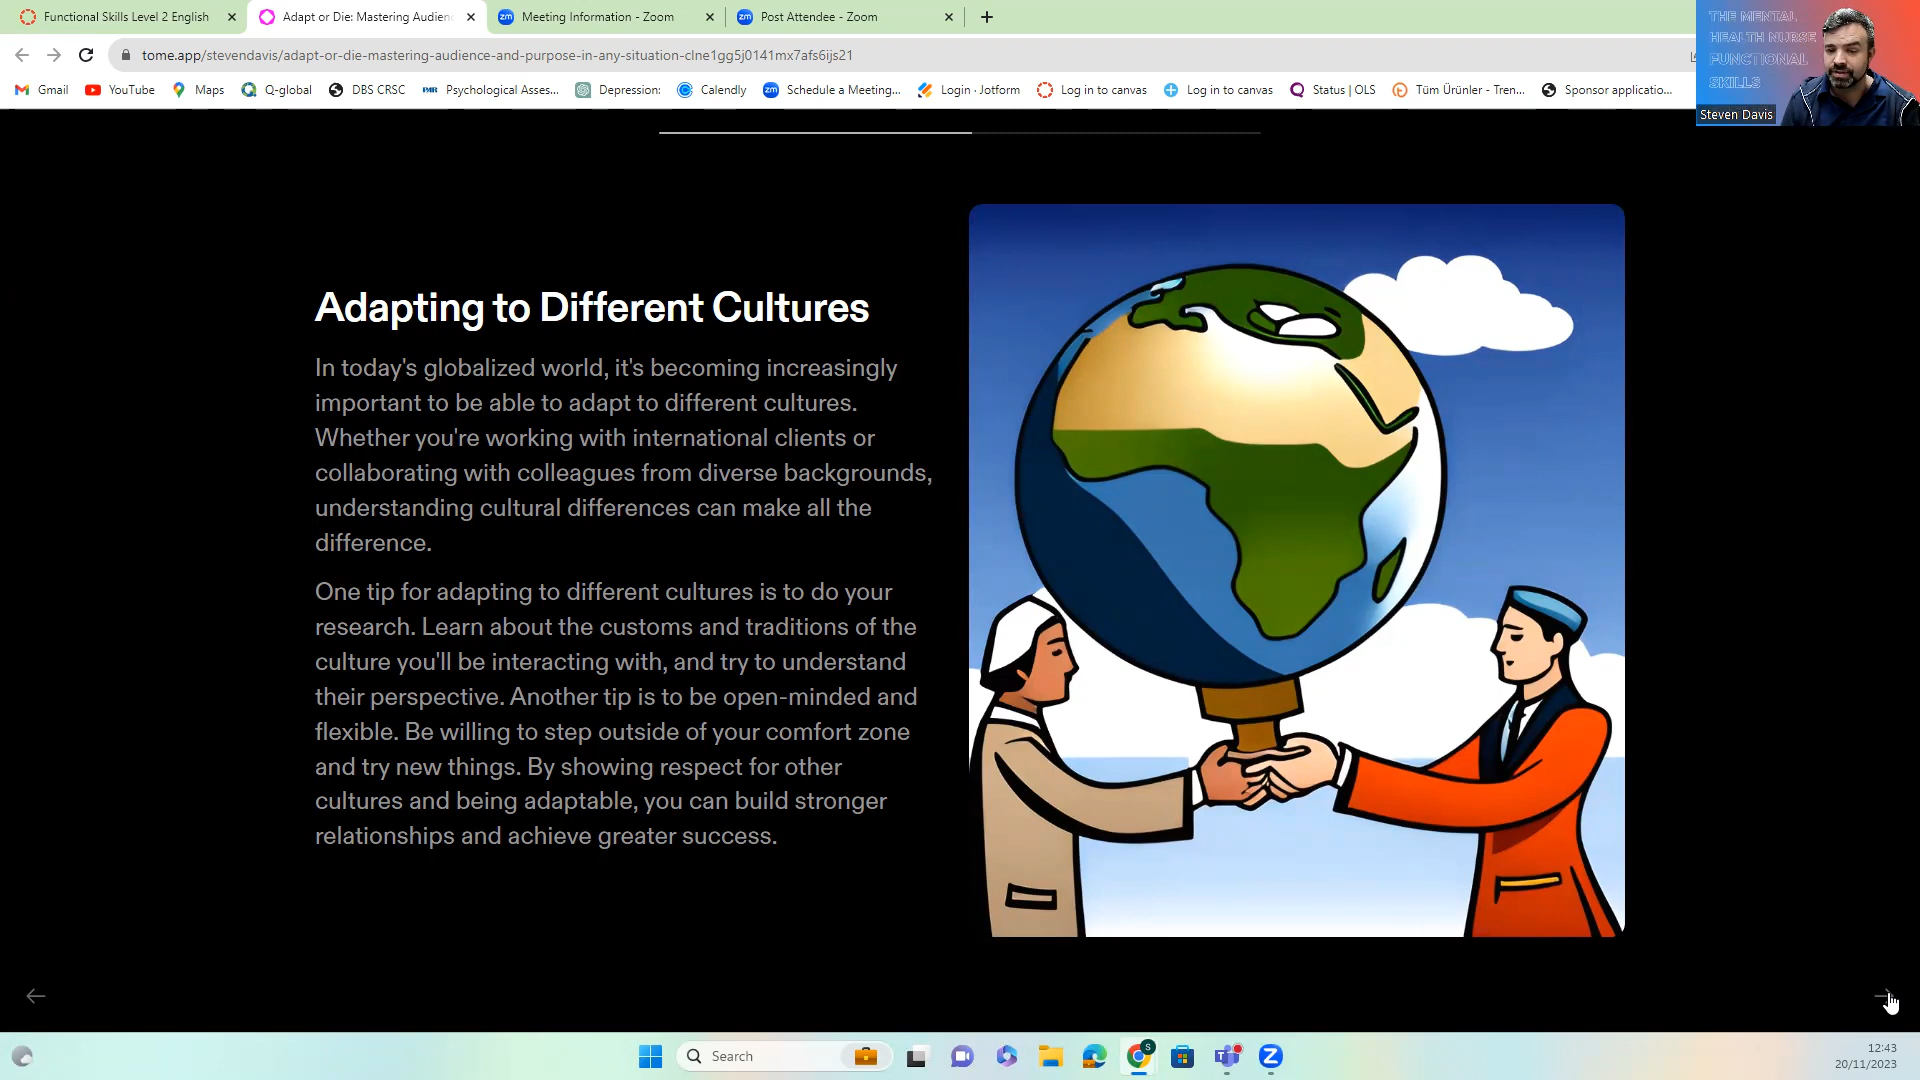 Functional Skills Level 2 English
Adapt or Die: Mastering Audien
Meeting Information - Zoom
Post Attendee - Zoom
tome.app/stevendavis/adapt-or-die-mastering-audience-and-purpose-in-any-situation-clne1gg5j0141mx7afs6ijs21
Gmail
YouTube
Maps
Q-global
DBS CRSC
Psychological Asses...
Depression:
Calendly
Schedule a Meeting...
Login · Jotform
Log in to canvas
Log in to canvas
Status | OLS
Tüm Ürünler - Tren...
Sponsor applicatio...
THE MENTAL
HEALTH NURSE
FUNCTIONAL
SKILLS
Steven Davis
Adapting to Different Cultures
In today's globalized world, it's becoming increasingly
important to be able to adapt to different cultures.
Whether you're working with international clients or
collaborating with colleagues from diverse backgrounds,
understanding cultural differences can make all the
difference.
One tip for adapting to different cultures is to do your
research. Learn about the customs and traditions of the
culture you'll be interacting with, and try to understand
their perspective. Another tip is to be open-minded and
flexible. Be willing to step outside of your comfort zone
and try new things. By showing respect for other
cultures and being adaptable, you can build stronger
relationships and achieve greater success.
Search
12:43
20/11/2023